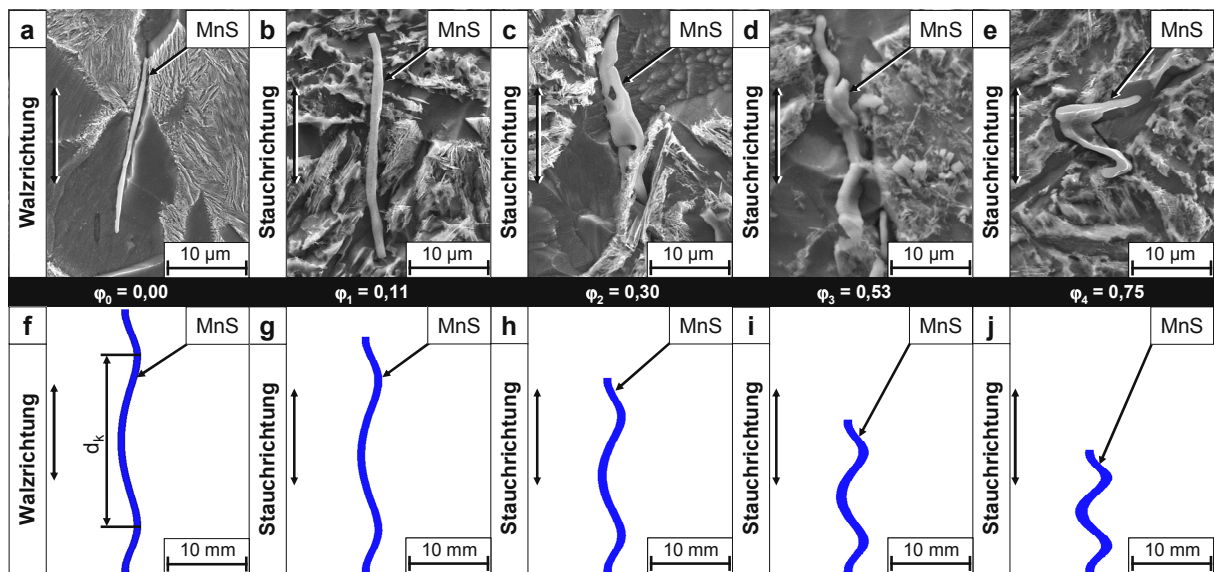 a
MnS
b
MnS
c
MnS
d
MnS
e
MnS
Walzrichtung
Stauchrichtung
Stauchrichtung
Stauchrichtung
Stauchrichtung
10 µm
10 µm
10 µm
10 µm
10 µm
φ₀ = 0,00
φ₁ = 0,11
φ₂ = 0,30
φ₃ = 0,53
φ₄ = 0,75
f
MnS
g
MnS
h
MnS
i
MnS
j
MnS
Walzrichtung
dₖ
Stauchrichtung
Stauchrichtung
Stauchrichtung
Stauchrichtung
10 mm
10 mm
10 mm
10 mm
10 mm